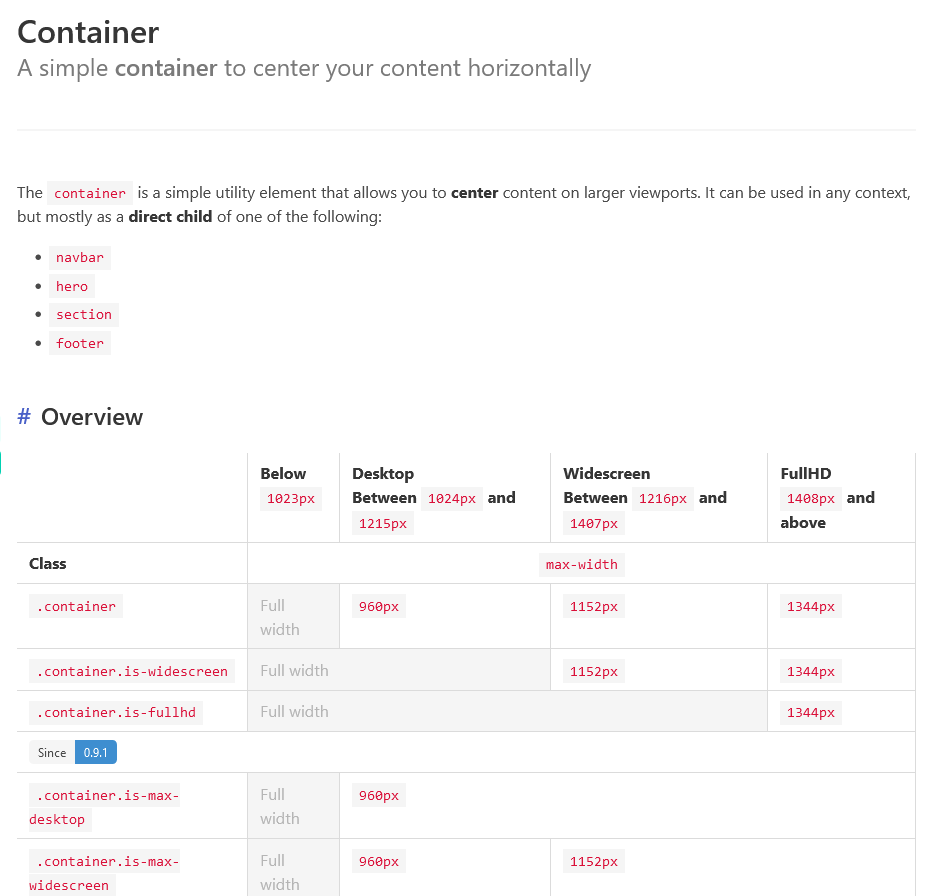 Container
A simple container to center your content horizontally
The container is a simple utility element that allows you to center content on larger viewports. It can be used in any context,
but mostly as a direct child of one of the following:
navbar
hero
section
footer
# Overview
Below Desktop Widescreen FullHD
1023px Between 1024px and Between 1216px and 1408px and
1215px 1407px above
Class max-width
.container Full 960px 1152px 1344px
width
.container.is-widescreen Full width 1152px 1344px
.container.is-fullhd Full width 1344px
Since 0.9.1
.container.is-max- Full 960px
desktop width
.container.is-max- Full 960px 1152px
widescreen width